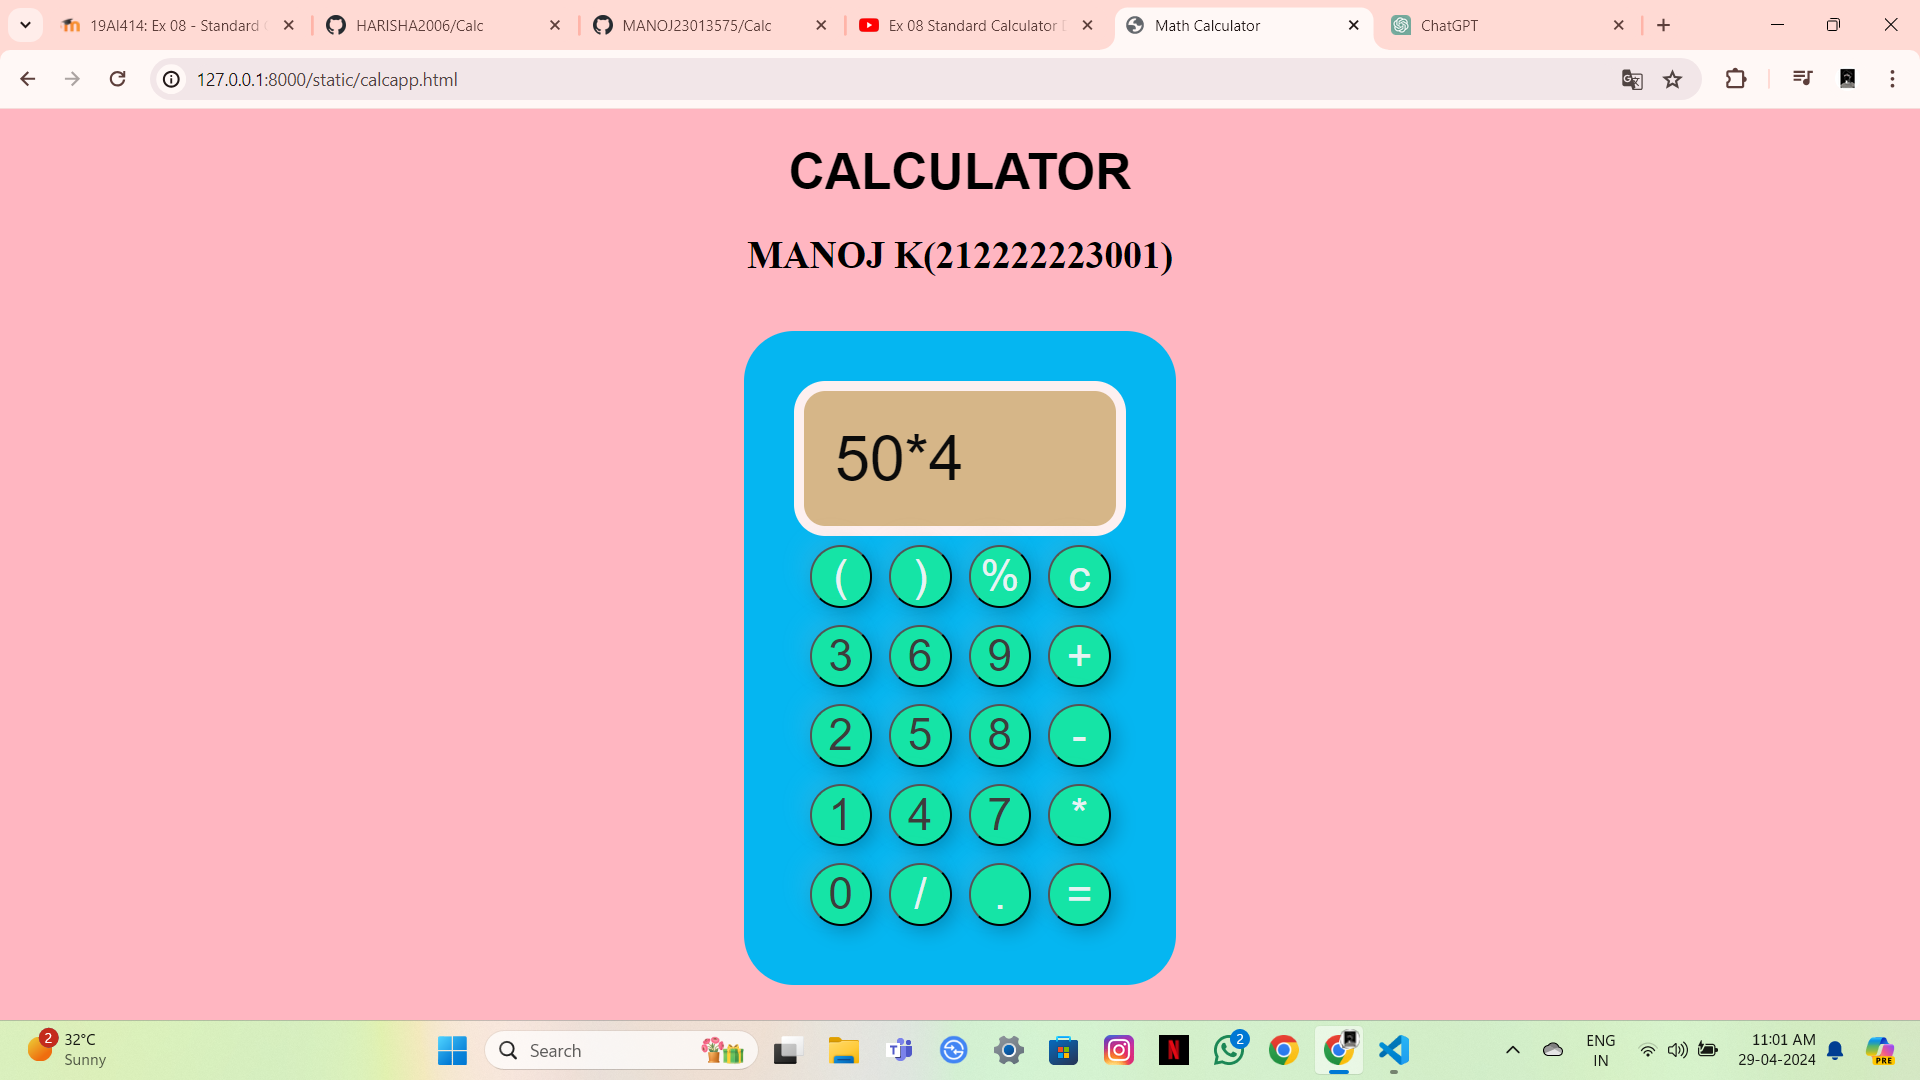 19AI414: Ex 08 - Standard
HARISHA2006/Calc
MANOJ23013575/Calc
Ex 08 Standard Calculator
Math Calculator
ChatGPT
127.0.0.1:8000/static/calcapp.html
CALCULATOR
MANOJ K(212222223001)
50*4
( ) % c
3 6 9 +
2 5 8 -
1 4 7 *
0 / . =
2
32°C
Sunny
Search
2
ENG
IN
11:01 AM
29-04-2024
PRE